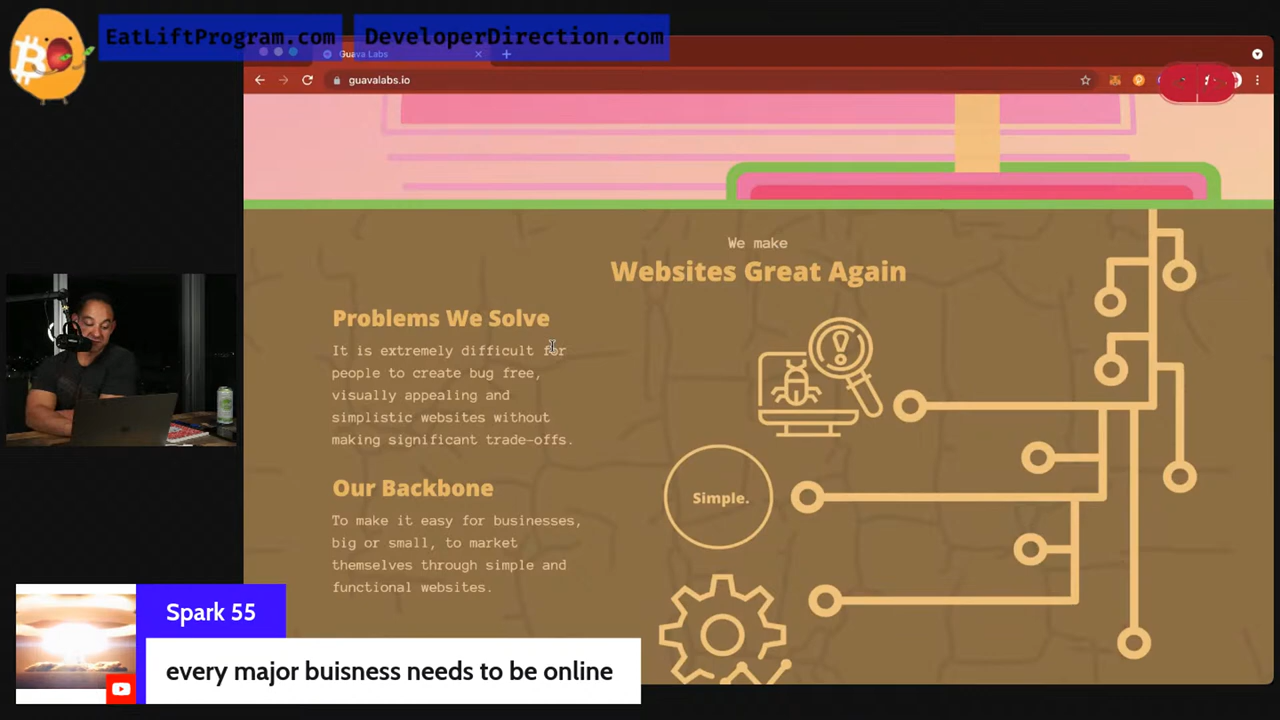 EatLiftProgram.com
DeveloperDirection.com
Guava Labs
guavalabs.io
We make
Websites Great Again
Problems We Solve
It is extremely difficult for
people to create bug free,
visually appealing and
simplistic websites without
making significant trade-offs.
Our Backbone
To make it easy for businesses,
big or small, to market
themselves through simple and
functional websites.
Simple.
Spark 55
every major buisness needs to be online